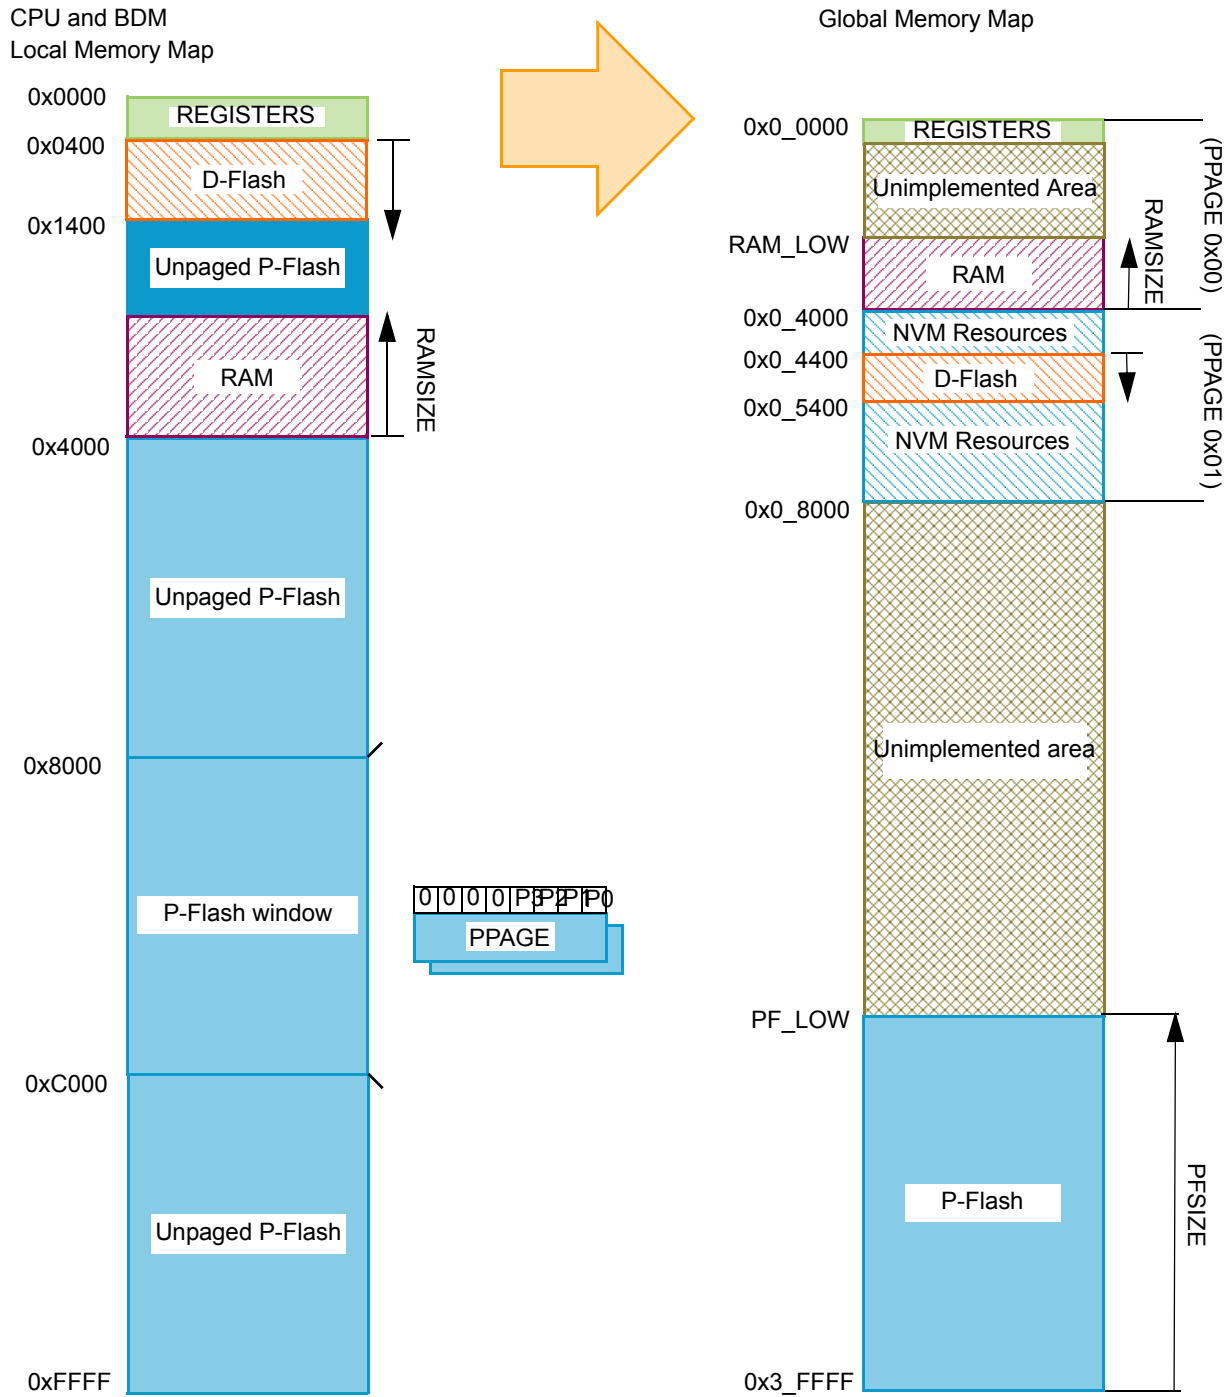 CPU and BDM
Local Memory Map
0x0000
REGISTERS
0x0400
D-Flash
0x1400
Unpaged P-Flash
RAM
RAMSIZE
0x4000
Unpaged P-Flash
0x8000
P-Flash window
0xC000
Unpaged P-Flash
0xFFFF
0 0 0 0 P3 P2 P1 P0
PPAGE
Global Memory Map
0x0_0000
REGISTERS
Unimplemented Area
RAM_LOW
RAM
RAMSIZE
(PPAGE 0x00)
0x0_4000
NVM Resources
0x0_4400
D-Flash
0x0_5400
NVM Resources
(PPAGE 0x01)
0x0_8000
Unimplemented area
PF_LOW
P-Flash
PFSIZE
0x3_FFFF